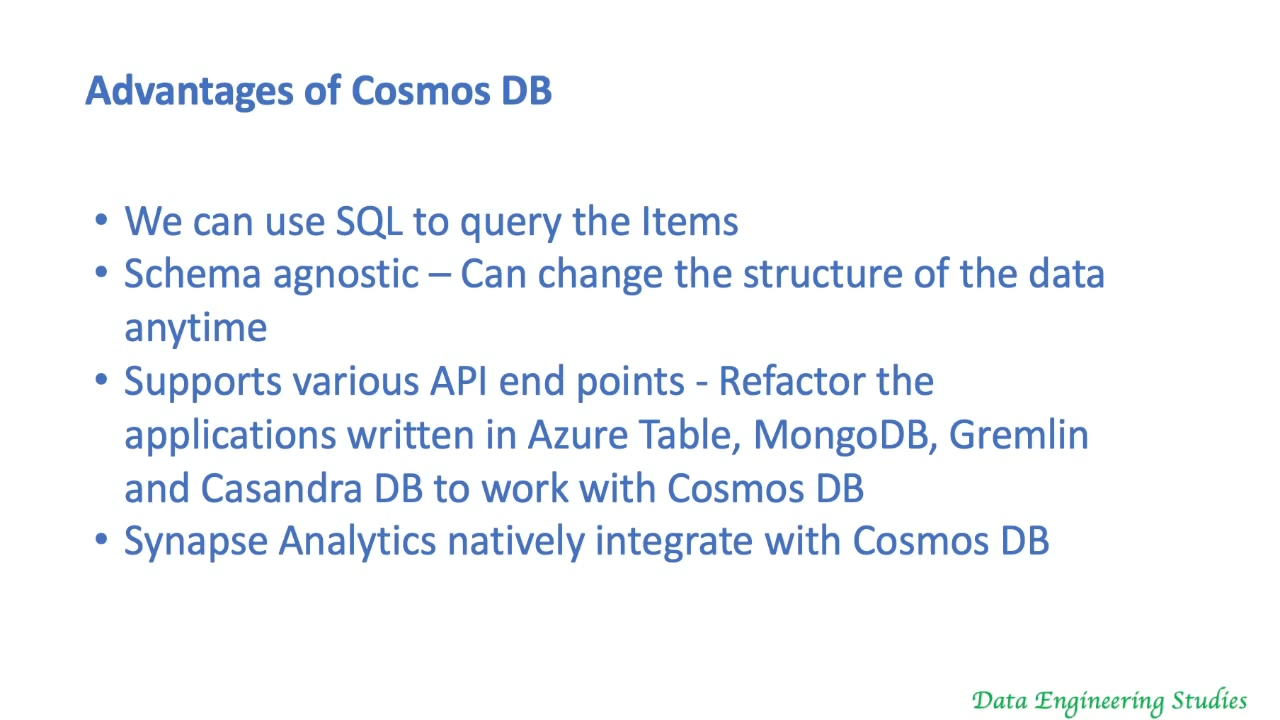 Advantages of Cosmos DB
• We can use SQL to query the Items
• Schema agnostic – Can change the structure of the data
anytime
• Supports various API end points - Refactor the
applications written in Azure Table, MongoDB, Gremlin
and Casandra DB to work with Cosmos DB
• Synapse Analytics natively integrate with Cosmos DB
Data Engineering Studies